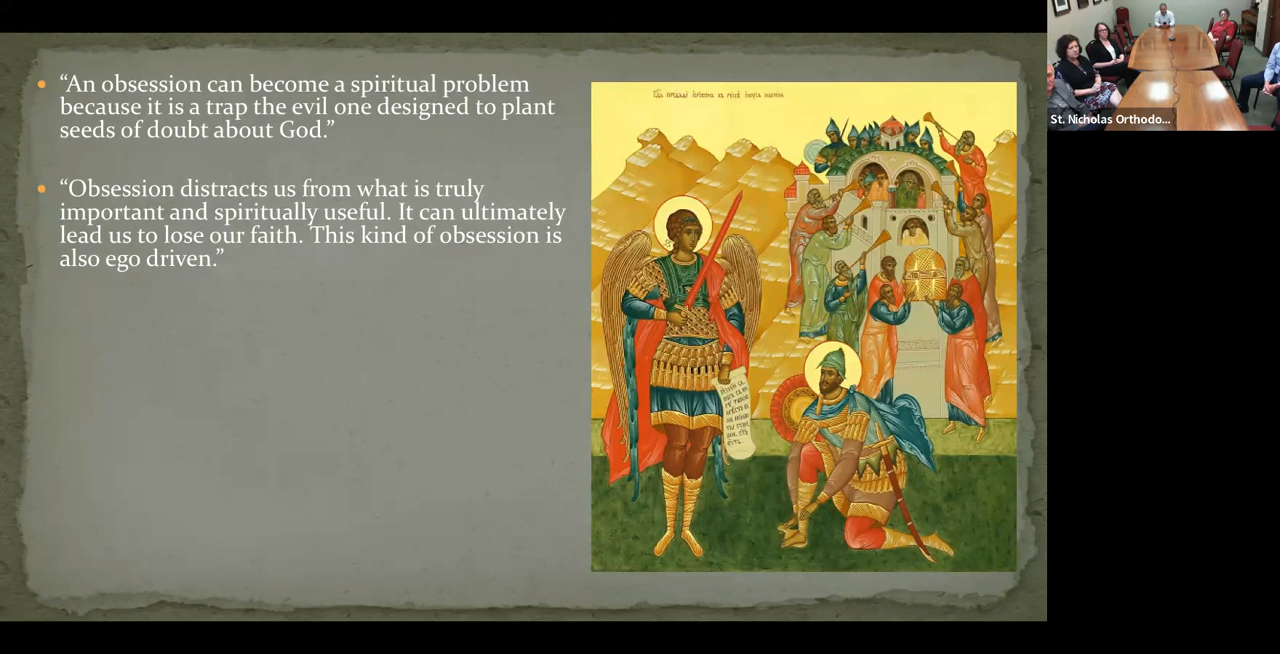 “An obsession can become a spiritual problem
because it is a trap the evil one designed to plant
seeds of doubt about God.”
“Obsession distracts us from what is truly
important and spiritually useful. It can ultimately
lead us to lose our faith. This kind of obsession is
also ego driven.”
St. Nicholas Orthodo...